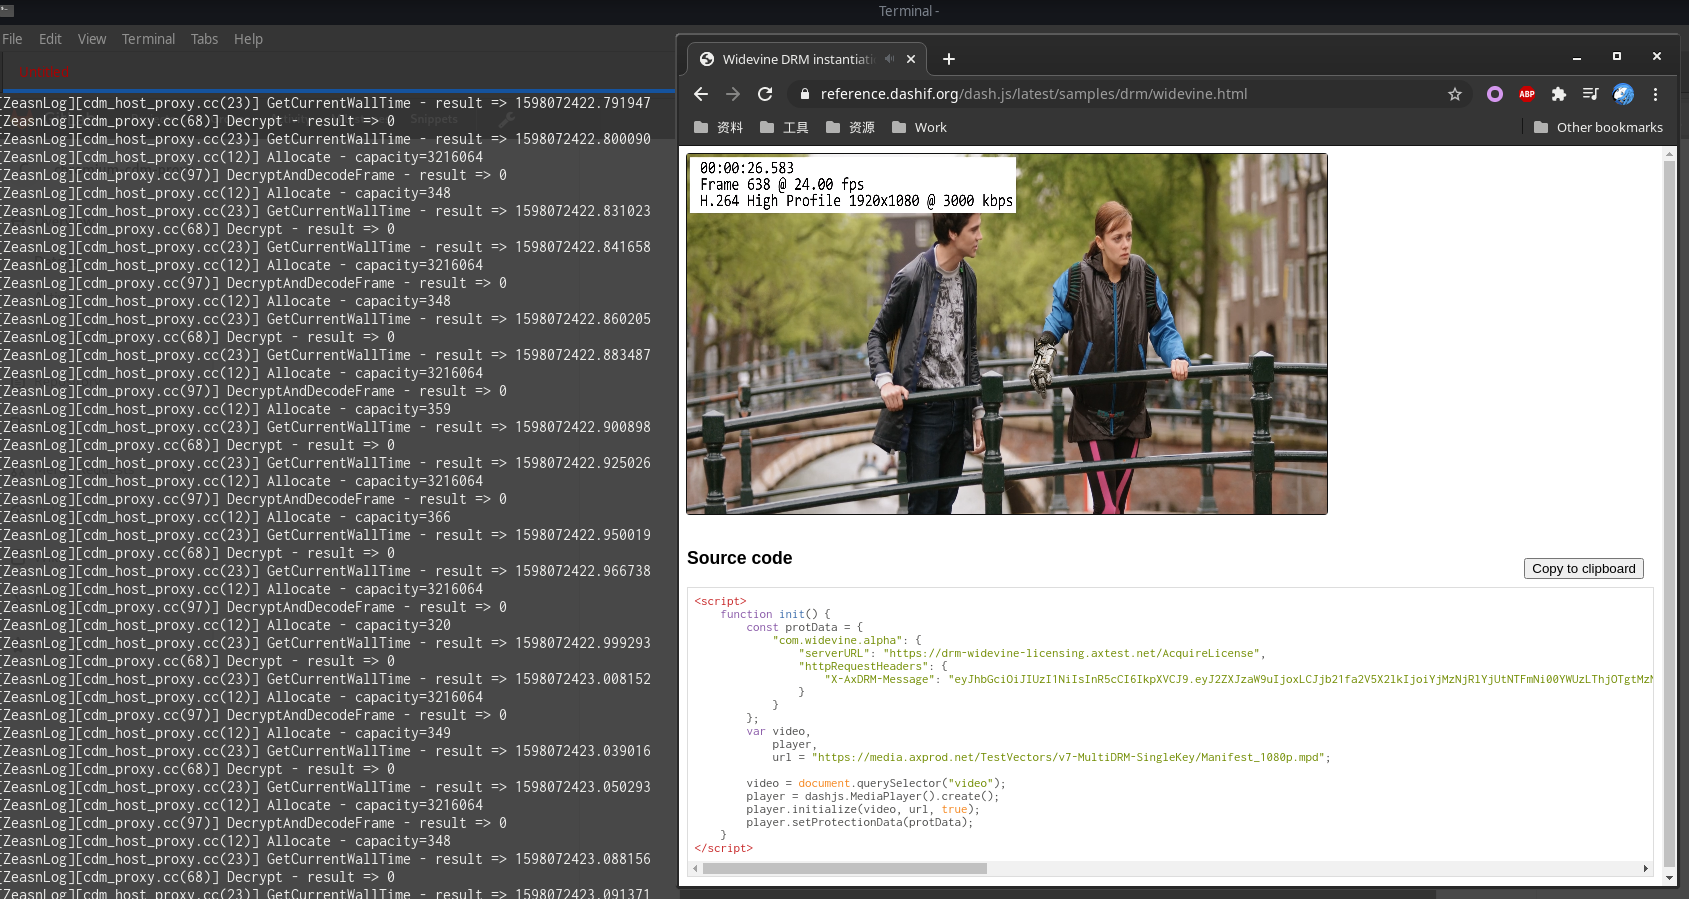 Terminal -
File Edit View Terminal Tabs Help
Untitled
[ZeasnLog][cdm_host_proxy.cc(23)] GetCurrentWallTime - result => 1598072422.791947
[ZeasnLog][cdm_proxy.cc(68)] Decrypt - result => 0
Snippets
[ZeasnLog][cdm_host_proxy.cc(23)] GetCurrentWallTime - result => 1598072422.800090
[ZeasnLog][cdm_host_proxy.cc(12)] Allocate - capacity=3216064
[ZeasnLog][cdm_proxy.cc(97)] DecryptAndDecodeFrame - result => 0
[ZeasnLog][cdm_host_proxy.cc(12)] Allocate - capacity=348
[ZeasnLog][cdm_host_proxy.cc(23)] GetCurrentWallTime - result => 1598072422.831023
[ZeasnLog][cdm_proxy.cc(68)] Decrypt - result => 0
[ZeasnLog][cdm_host_proxy.cc(23)] GetCurrentWallTime - result => 1598072422.841658
[ZeasnLog][cdm_host_proxy.cc(12)] Allocate - capacity=3216064
[ZeasnLog][cdm_proxy.cc(97)] DecryptAndDecodeFrame - result => 0
[ZeasnLog][cdm_host_proxy.cc(12)] Allocate - capacity=348
[ZeasnLog][cdm_host_proxy.cc(23)] GetCurrentWallTime - result => 1598072422.860205
[ZeasnLog][cdm_proxy.cc(68)] Decrypt - result => 0
[ZeasnLog][cdm_host_proxy.cc(23)] GetCurrentWallTime - result => 1598072422.883487
[ZeasnLog][cdm_host_proxy.cc(12)] Allocate - capacity=3216064
[ZeasnLog][cdm_proxy.cc(97)] DecryptAndDecodeFrame - result => 0
[ZeasnLog][cdm_host_proxy.cc(12)] Allocate - capacity=359
[ZeasnLog][cdm_host_proxy.cc(23)] GetCurrentWallTime - result => 1598072422.900898
[ZeasnLog][cdm_proxy.cc(68)] Decrypt - result => 0
[ZeasnLog][cdm_host_proxy.cc(23)] GetCurrentWallTime - result => 1598072422.925026
[ZeasnLog][cdm_host_proxy.cc(12)] Allocate - capacity=3216064
[ZeasnLog][cdm_proxy.cc(97)] DecryptAndDecodeFrame - result => 0
[ZeasnLog][cdm_host_proxy.cc(12)] Allocate - capacity=366
[ZeasnLog][cdm_host_proxy.cc(23)] GetCurrentWallTime - result => 1598072422.950019
[ZeasnLog][cdm_proxy.cc(68)] Decrypt - result => 0
[ZeasnLog][cdm_host_proxy.cc(23)] GetCurrentWallTime - result => 1598072422.966738
[ZeasnLog][cdm_host_proxy.cc(12)] Allocate - capacity=3216064
[ZeasnLog][cdm_proxy.cc(97)] DecryptAndDecodeFrame - result => 0
[ZeasnLog][cdm_host_proxy.cc(12)] Allocate - capacity=320
[ZeasnLog][cdm_host_proxy.cc(23)] GetCurrentWallTime - result => 1598072422.999293
[ZeasnLog][cdm_proxy.cc(68)] Decrypt - result => 0
[ZeasnLog][cdm_host_proxy.cc(23)] GetCurrentWallTime - result => 1598072423.008152
[ZeasnLog][cdm_host_proxy.cc(12)] Allocate - capacity=3216064
[ZeasnLog][cdm_proxy.cc(97)] DecryptAndDecodeFrame - result => 0
[ZeasnLog][cdm_host_proxy.cc(12)] Allocate - capacity=349
[ZeasnLog][cdm_host_proxy.cc(23)] GetCurrentWallTime - result => 1598072423.039016
[ZeasnLog][cdm_proxy.cc(68)] Decrypt - result => 0
[ZeasnLog][cdm_host_proxy.cc(23)] GetCurrentWallTime - result => 1598072423.050293
[ZeasnLog][cdm_host_proxy.cc(12)] Allocate - capacity=3216064
[ZeasnLog][cdm_proxy.cc(97)] DecryptAndDecodeFrame - result => 0
[ZeasnLog][cdm_host_proxy.cc(12)] Allocate - capacity=348
[ZeasnLog][cdm_host_proxy.cc(23)] GetCurrentWallTime - result => 1598072423.088156
[ZeasnLog][cdm_proxy.cc(68)] Decrypt - result => 0
[ZeasnLog][cdm_host_proxy.cc(23)] GetCurrentWallTime - result => 1598072423.091371
Widevine DRM instantiati
reference.dashif.org/dash.js/latest/samples/drm/widevine.html
ABP
资料 工具 资源 Work Other bookmarks
00:00:26.583
Frame 638 @ 24.00 fps
H.264 High Profile 1920x1080 @ 3000 kbps
Source code
Copy to clipboard
<script>
function init() {
const protData = {
"com.widevine.alpha": {
"serverURL": "https://drm-widevine-licensing.axtest.net/AcquireLicense",
"httpRequestHeaders": {
"X-AxDRM-Message": "eyJhbGciOiJIUzI1NiIsInR5cCI6IkpXVCJ9.eyJ2ZXJzaW9uIjoxLCJjb21fa2V5X2lkIjoiYjMzNjRlYjUtNTFmNi00YWUzLThjOTgtMzN
}
}
};
var video,
player,
url = "https://media.axprod.net/TestVectors/v7-MultiDRM-SingleKey/Manifest_1080p.mpd";
video = document.querySelector("video");
player = dashjs.MediaPlayer().create();
player.initialize(video, url, true);
player.setProtectionData(protData);
}
</script>